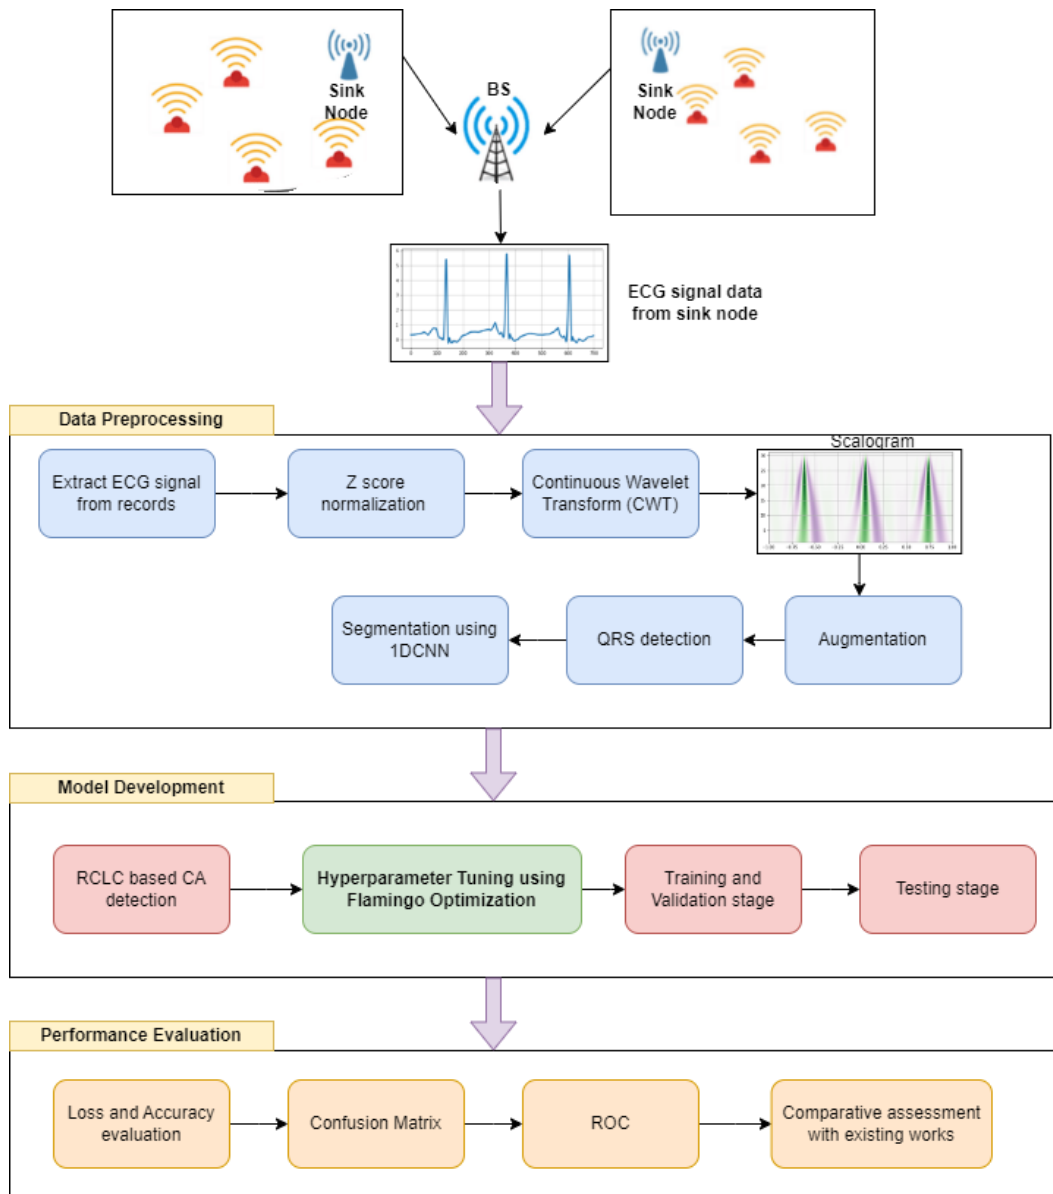 Sink
Node
BS
Sink
Node
ECG signal data
from sink node
Data Preprocessing
Extract ECG signal
from records
Z score
normalization
Continuous Wavelet
Transform (CWT)
Scalogram
Segmentation using
1DCNN
QRS detection
Augmentation
Model Development
RCLC based CA
detection
Hyperparameter Tuning using
Flamingo Optimization
Training and
Validation stage
Testing stage
Performance Evaluation
Loss and Accuracy
evaluation
Confusion Matrix
ROC
Comparative assessment
with existing works